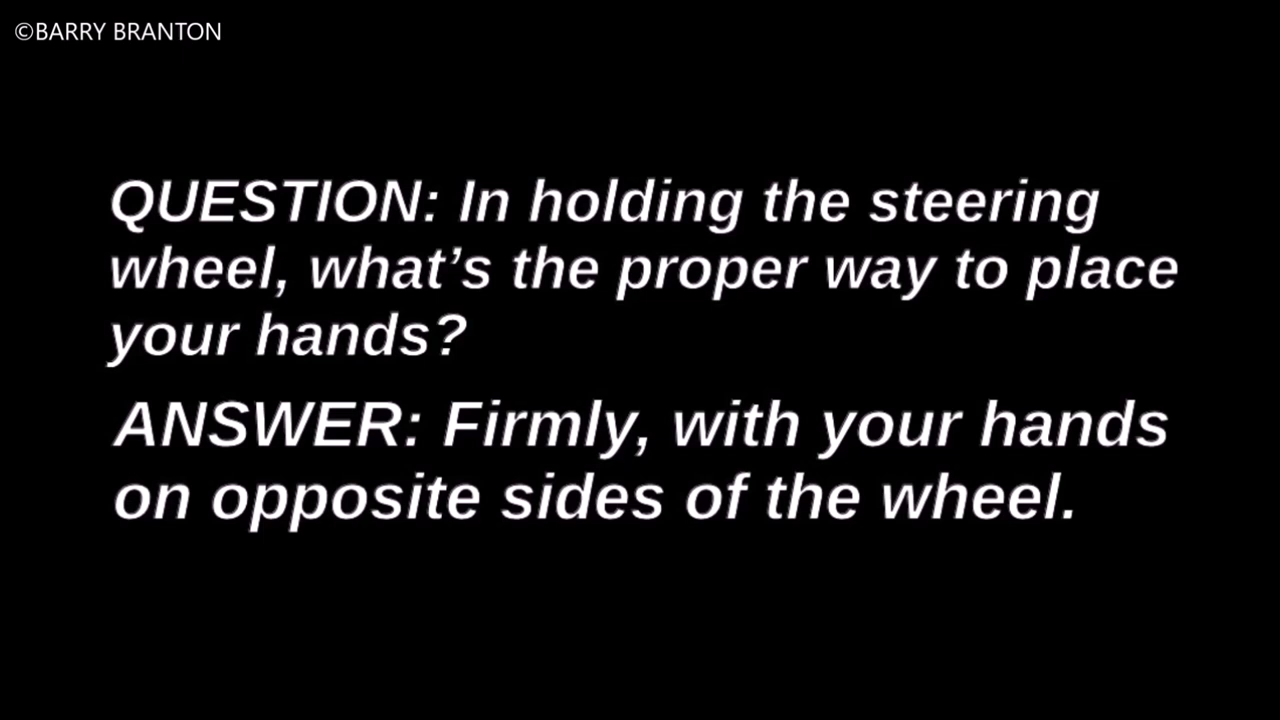 ©BARRY BRANTON
QUESTION: In holding the steering
wheel, what’s the proper way to place
your hands?
ANSWER: Firmly, with your hands
on opposite sides of the wheel.